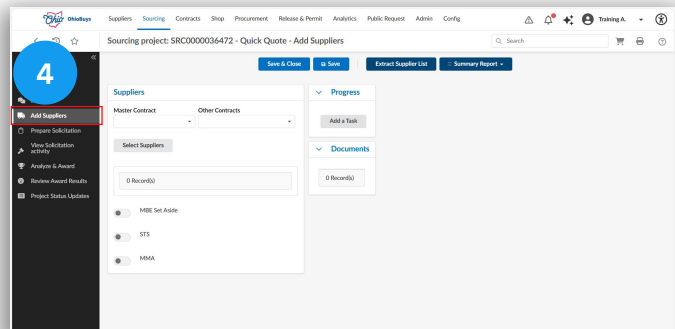 Ohio OhioBuys
Suppliers Sourcing Contracts Shop Procurement Release & Permit Analytics Public Request Admin Config
Training A.
Sourcing project: SRC0000036472 - Quick Quote - Add Suppliers
Search
4
Save & Close Save Extract Supplier List Summary Report
Add Suppliers
Prepare Solicitation
View Solicitation
activity
Analyze & Award
Review Award Results
Project Status Updates
Suppliers
Master Contract Other Contracts
Select Suppliers
0 Record(s)
MBE Set Aside
STS
MMA
Progress
Add a Task
Documents
0 Record(s)